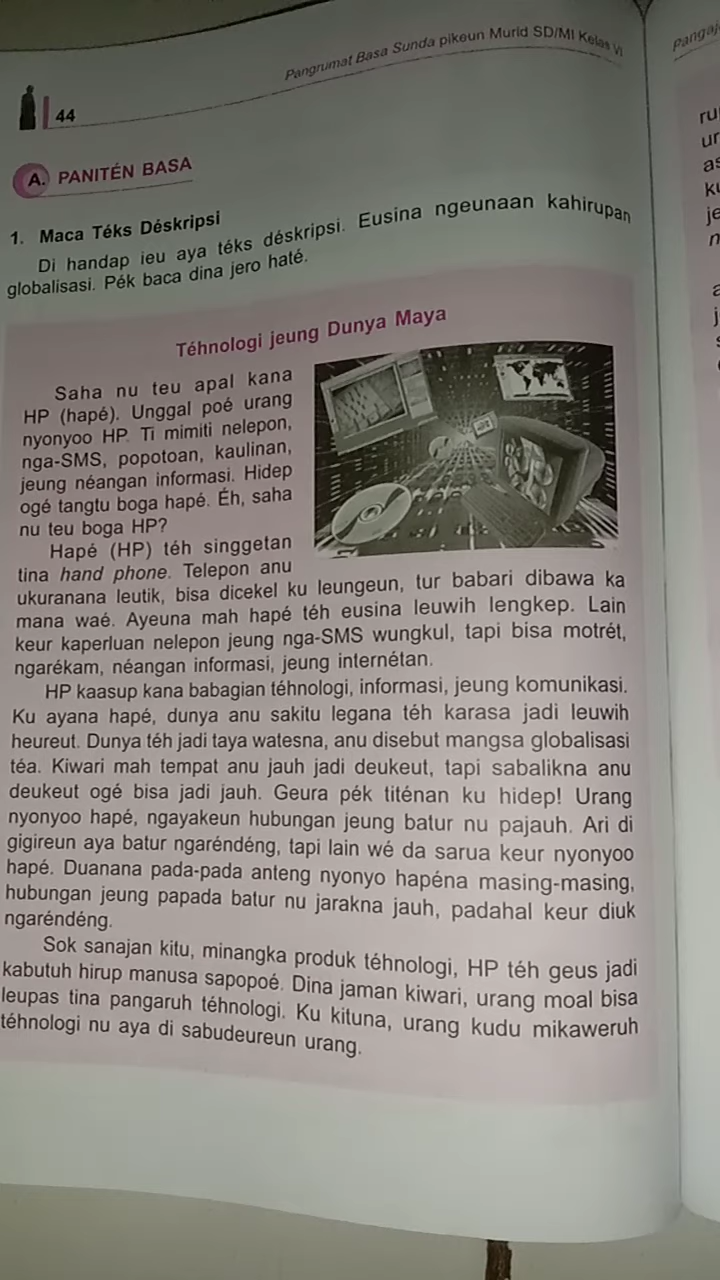 Pangrumat Basa Sunda pikeun Murid SD/MI Kelas VI
44
A. PANITÉN BASA
1. Maca Téks Déskripsi
Di handap ieu aya téks déskripsi. Eusina ngeunaan kahirupan
globalisasi. Pék baca dina jero haté.
Téhnologi jeung Dunya Maya
Saha nu teu apal kana
HP (hapé). Unggal poé urang
nyonyoo HP. Ti mimiti nelepon,
nga-SMS, popotoan, kaulinan,
jeung néangan informasi. Hidep
ogé tangtu boga hapé. Éh, saha
nu teu boga HP?
Hapé (HP) téh singgetan
tina hand phone. Telepon anu
ukuranana leutik, bisa dicekel ku leungeun, tur babari dibawa ka
mana waé. Ayeuna mah hapé téh eusina leuwih lengkep. Lain
keur kaperluan nelepon jeung nga-SMS wungkul, tapi bisa motrét,
ngarékam, néangan informasi, jeung internétan.
HP kaasup kana babagian téhnologi, informasi, jeung komunikasi.
Ku ayana hapé, dunya anu sakitu legana téh karasa jadi leuwih
heureut. Dunya téh jadi taya watesna, anu disebut mangsa globalisasi
téa. Kiwari mah tempat anu jauh jadi deukeut, tapi sabalikna anu
deukeut ogé bisa jadi jauh. Geura pék titénan ku hidep! Urang
nyonyoo hapé, ngayakeun hubungan jeung batur nu pajauh. Ari di
gigireun aya batur ngaréndéng, tapi lain wé da sarua keur nyonyoo
hapé. Duanana pada-pada anteng nyonyo hapéna masing-masing,
hubungan jeung papada batur nu jarakna jauh, padahal keur diuk
ngaréndéng.
Sok sanajan kitu, minangka produk téhnologi, HP téh geus jadi
kabutuh hirup manusa sapopoé. Dina jaman kiwari, urang moal bisa
leupas tina pangaruh téhnologi. Ku kituna, urang kudu mikaweruh
téhnologi nu aya di sabudeureun urang.